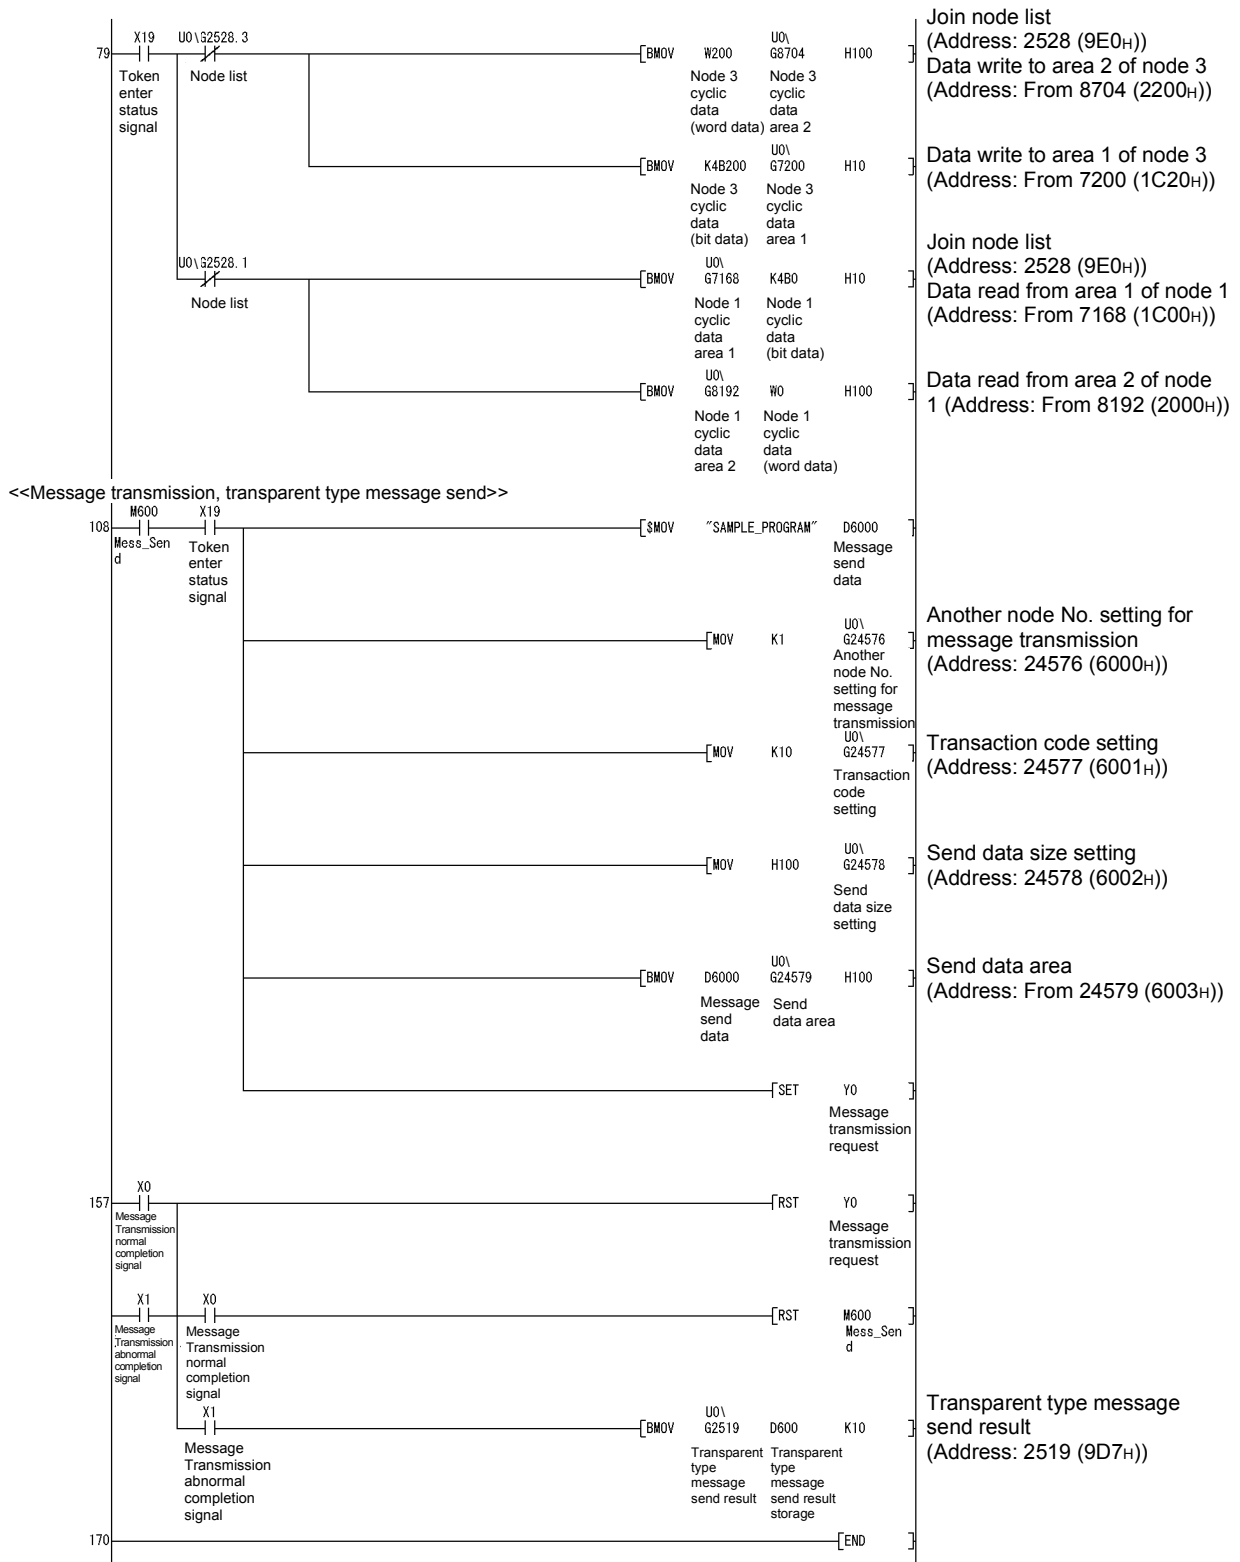 X19 U0\G2528.3
79
[BMOV W200 U0\ G8704 H100 ]
Token enter status signal
Node list
Node 3 cyclic data (word data)
Node 3 cyclic data area 2
Join node list
(Address: 2528 (9E0H))
Data write to area 2 of node 3
(Address: From 8704 (2200H))
[BMOV K4B200 U0\ G7200 H10 ]
Node 3 cyclic data (bit data)
Node 3 cyclic data area 1
Data write to area 1 of node 3
(Address: From 7200 (1C20H))
U0\G2528.1
Node list
[BMOV U0\ G7168 K4B0 H10 ]
Node 1 cyclic data area 1
Node 1 cyclic data (bit data)
Join node list
(Address: 2528 (9E0H))
Data read from area 1 of node 1
(Address: From 7168 (1C00H))
[BMOV U0\ G8192 W0 H100 ]
Node 1 cyclic data area 2
Node 1 cyclic data (word data)
Data read from area 2 of node
1 (Address: From 8192 (2000H))
<<Message transmission, transparent type message send>>
M600 X19
108
Mess_Sen
d
Token enter status signal
[$MOV "SAMPLE_PROGRAM" D6000 ]
Message send data
[MOV K1 U0\ G24576 ]
Another node No. setting for message transmission
Another node No. setting for
message transmission
(Address: 24576 (6000H))
[MOV K10 U0\ G24577 ]
Transaction code setting
Transaction code setting
(Address: 24577 (6001H))
[MOV H100 U0\ G24578 ]
Send data size setting
Send data size setting
(Address: 24578 (6002H))
[BMOV D6000 U0\ G24579 H100 ]
Message send data
Send data area
Send data area
(Address: From 24579 (6003H))
[SET Y0 ]
Message transmission request
X0
157
Message Transmission normal completion signal
[RST Y0 ]
Message transmission request
X1 X0
Message Transmission abnormal completion signal
Message Transmission normal completion signal
[RST M600 ]
Mess_Sen
d
X1
Message Transmission abnormal completion signal
[BMOV U0\ G2519 D600 K10 ]
Transparent type message send result
Transparent type message send result storage
Transparent type message
send result
(Address: 2519 (9D7H))
170
[END ]